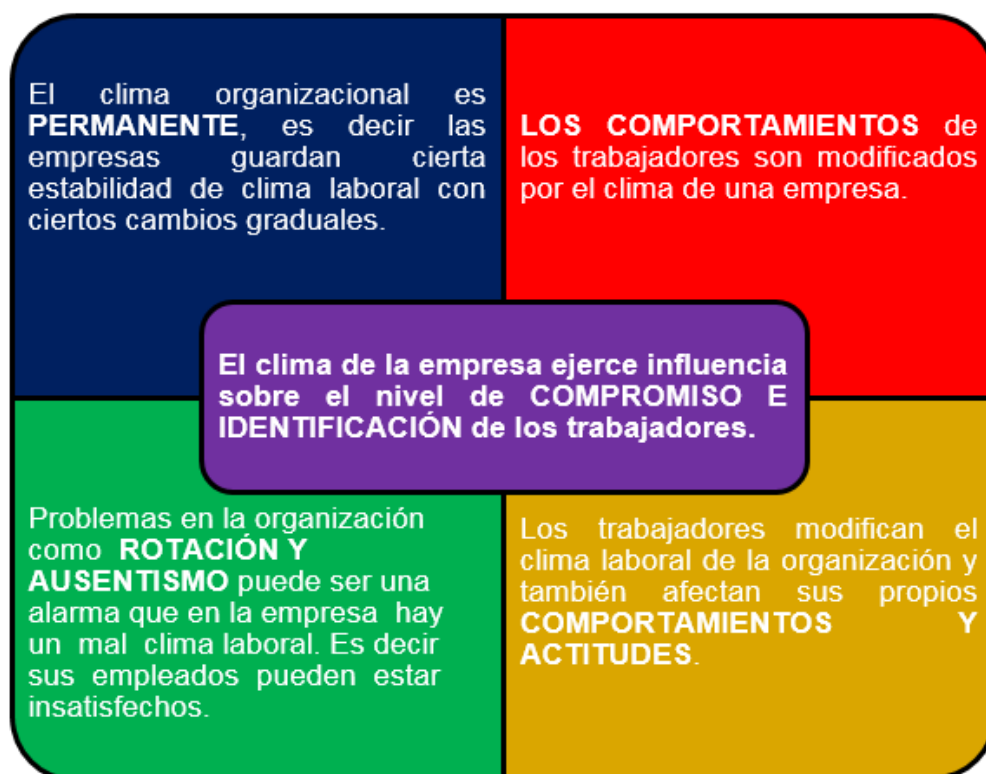 El clima organizacional es
PERMANENTE, es decir las
empresas guardan cierta
estabilidad de clima laboral con
ciertos cambios graduales.
LOS COMPORTAMIENTOS de
los trabajadores son modificados
por el clima de una empresa.
El clima de la empresa ejerce influencia
sobre el nivel de COMPROMISO E
IDENTIFICACIÓN de los trabajadores.
Problemas en la organización
como ROTACIÓN Y
AUSENTISMO puede ser una
alarma que en la empresa hay
un mal clima laboral. Es decir
sus empleados pueden estar
insatisfechos.
Los trabajadores modifican el
clima laboral de la organización y
también afectan sus propios
COMPORTAMIENTOS Y
ACTITUDES.